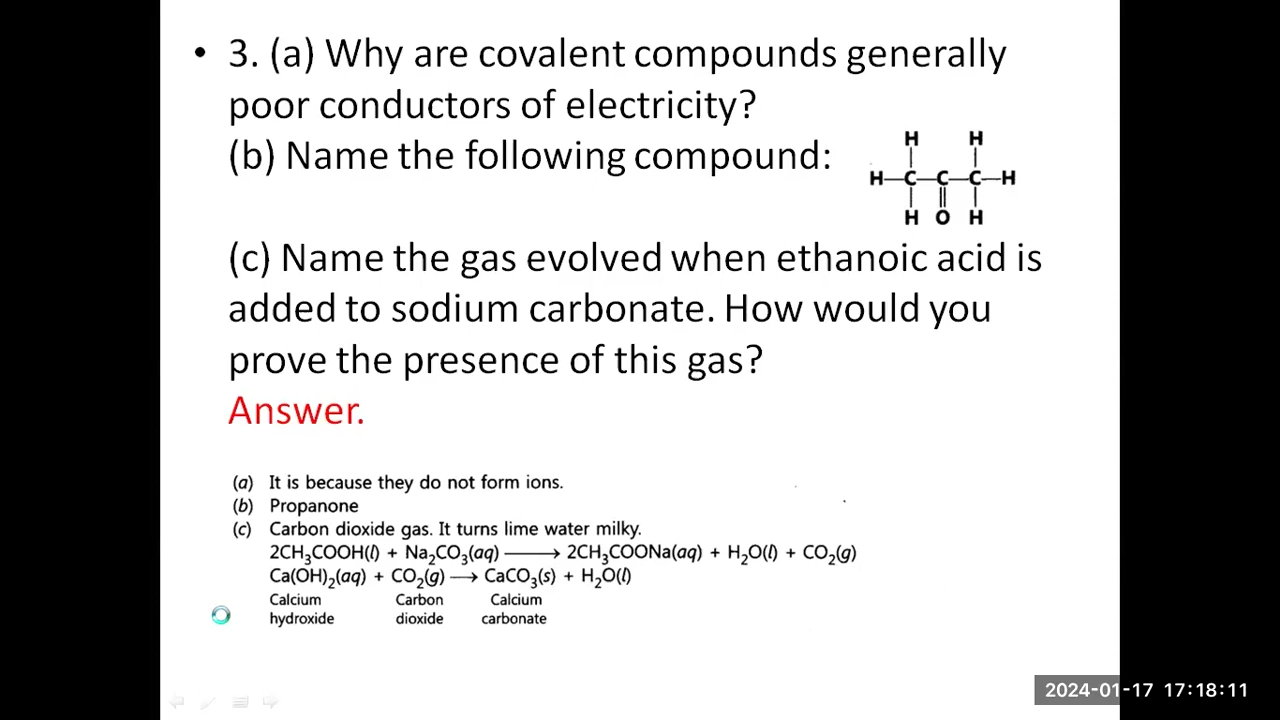 • 3. (a) Why are covalent compounds generally
poor conductors of electricity?
(b) Name the following compound:
H H
H—C—C—C—H
H O H
(c) Name the gas evolved when ethanoic acid is
added to sodium carbonate. How would you
prove the presence of this gas?
Answer.
(a) It is because they do not form ions.
(b) Propanone
(c) Carbon dioxide gas. It turns lime water milky.
2CH₃COOH(l) + Na₂CO₃(aq) ⟶ 2CH₃COONa(aq) + H₂O(l) + CO₂(g)
Ca(OH)₂(aq) + CO₂(g) ⟶ CaCO₃(s) + H₂O(l)
Calcium Carbon Calcium
hydroxide dioxide carbonate
2024-01-17 17:18:11